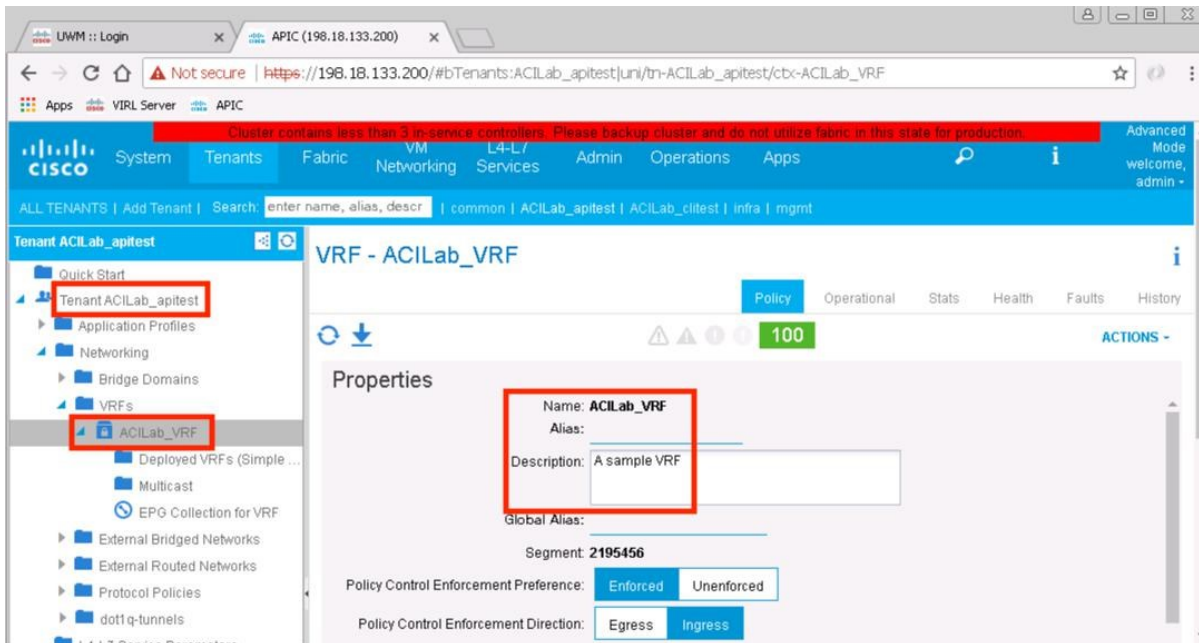 UWM :: Login
APIC (198.18.133.200)
Not secure | https://198.18.133.200/#bTenants:ACILab_apitest|uni/tn-ACILab_apitest/ctx-ACILab_VRF
Apps VIRL Server APIC
Cluster contains less than 3 in-service controllers. Please backup cluster and do not utilize fabric in this state for production.
CISCO System Tenants Fabric VM Networking L4-L7 Services Admin Operations Apps i Advanced Mode welcome, admin
ALL TENANTS | Add Tenant | Search: enter name, alias, descr | common | ACILab_apitest | ACILab_clitest | infra | mgmt
Tenant ACILab_apitest
Quick Start
Tenant ACILab_apitest
Application Profiles
Networking
Bridge Domains
VRFs
ACILab_VRF
Deployed VRFs (Simple ...
Multicast
EPG Collection for VRF
External Bridged Networks
External Routed Networks
Protocol Policies
dot1q-tunnels
VRF - ACILab_VRF
i
Policy Operational Stats Health Faults History
100
ACTIONS
Properties
Name: ACILab_VRF
Alias:
Description: A sample VRF
Global Alias:
Segment: 2195456
Policy Control Enforcement Preference: Enforced Unenforced
Policy Control Enforcement Direction: Egress Ingress